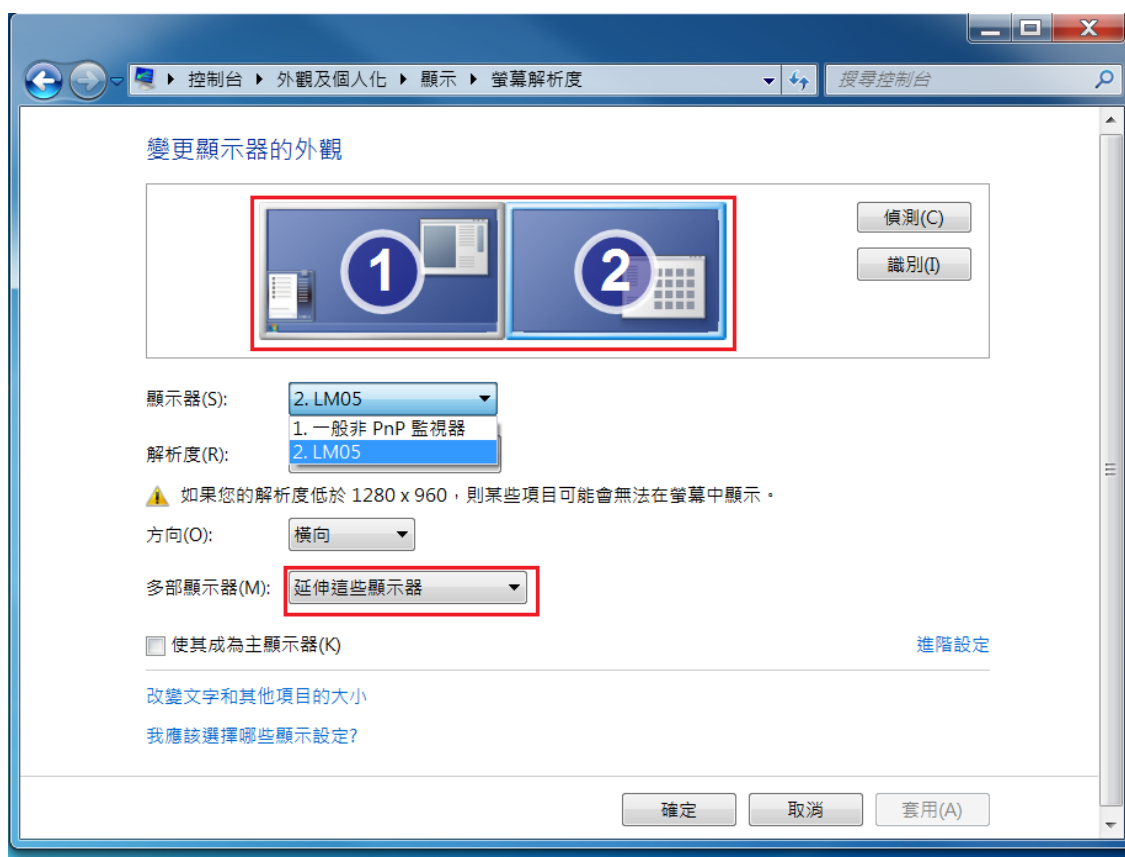 控制台 ▸ 外觀及個人化 ▸ 顯示 ▸ 螢幕解析度
搜尋控制台
變更顯示器的外觀
1
2
偵測(C)
識別(I)
顯示器(S):
2. LM05
1. 一般非 PnP 監視器
2. LM05
解析度(R):
如果您的解析度低於 1280 x 960,則某些項目可能會無法在螢幕中顯示。
方向(O):
橫向
多部顯示器(M):
延伸這些顯示器
使其成為主顯示器(K)
進階設定
改變文字和其他項目的大小
我應該選擇哪些顯示設定?
確定
取消
套用(A)